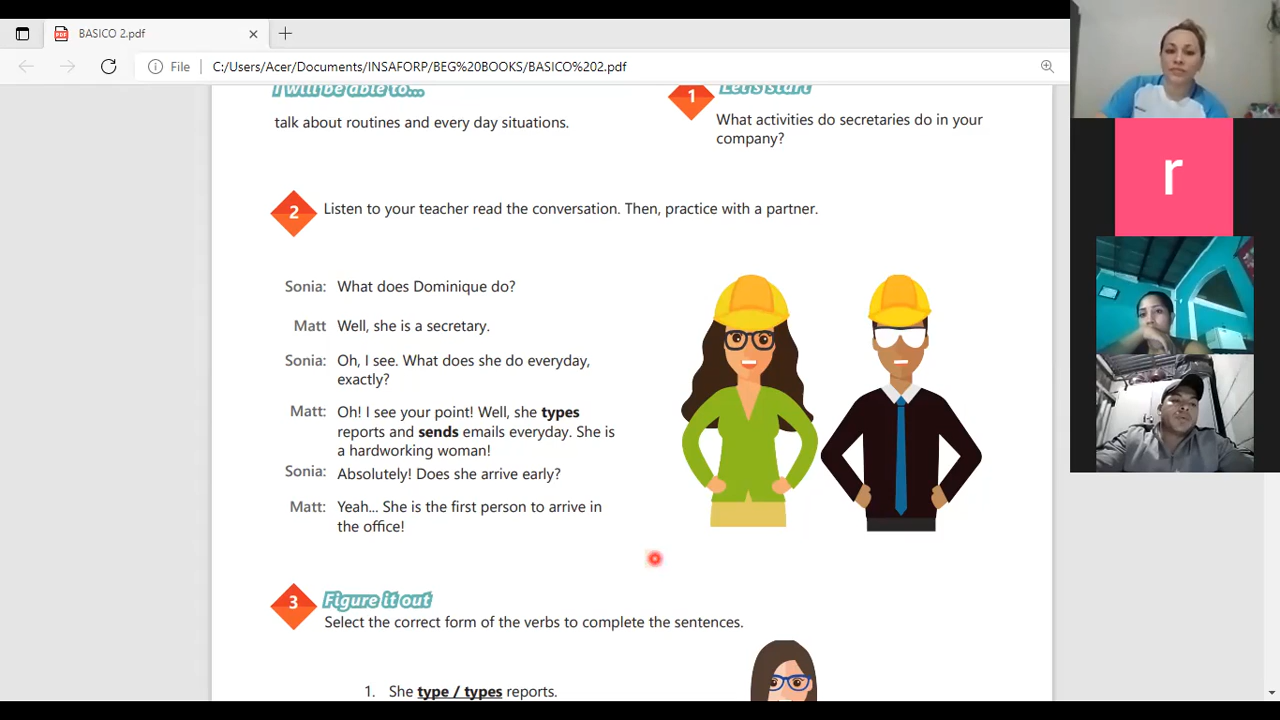 BASICO 2.pdf
File
C:/Users/Acer/Documents/INSAFORP/BEG%20BOOKS/BASICO%202.pdf
I will be able to...
talk about routines and every day situations.
1
Let's start
What activities do secretaries do in your
company?
2
Listen to your teacher read the conversation. Then, practice with a partner.
Sonia: What does Dominique do?
Matt Well, she is a secretary.
Sonia: Oh, I see. What does she do everyday,
exactly?
Matt: Oh! I see your point! Well, she types
reports and sends emails everyday. She is
a hardworking woman!
Sonia: Absolutely! Does she arrive early?
Matt: Yeah... She is the first person to arrive in
the office!
3
Figure it out
Select the correct form of the verbs to complete the sentences.
1. She type / types reports.
r